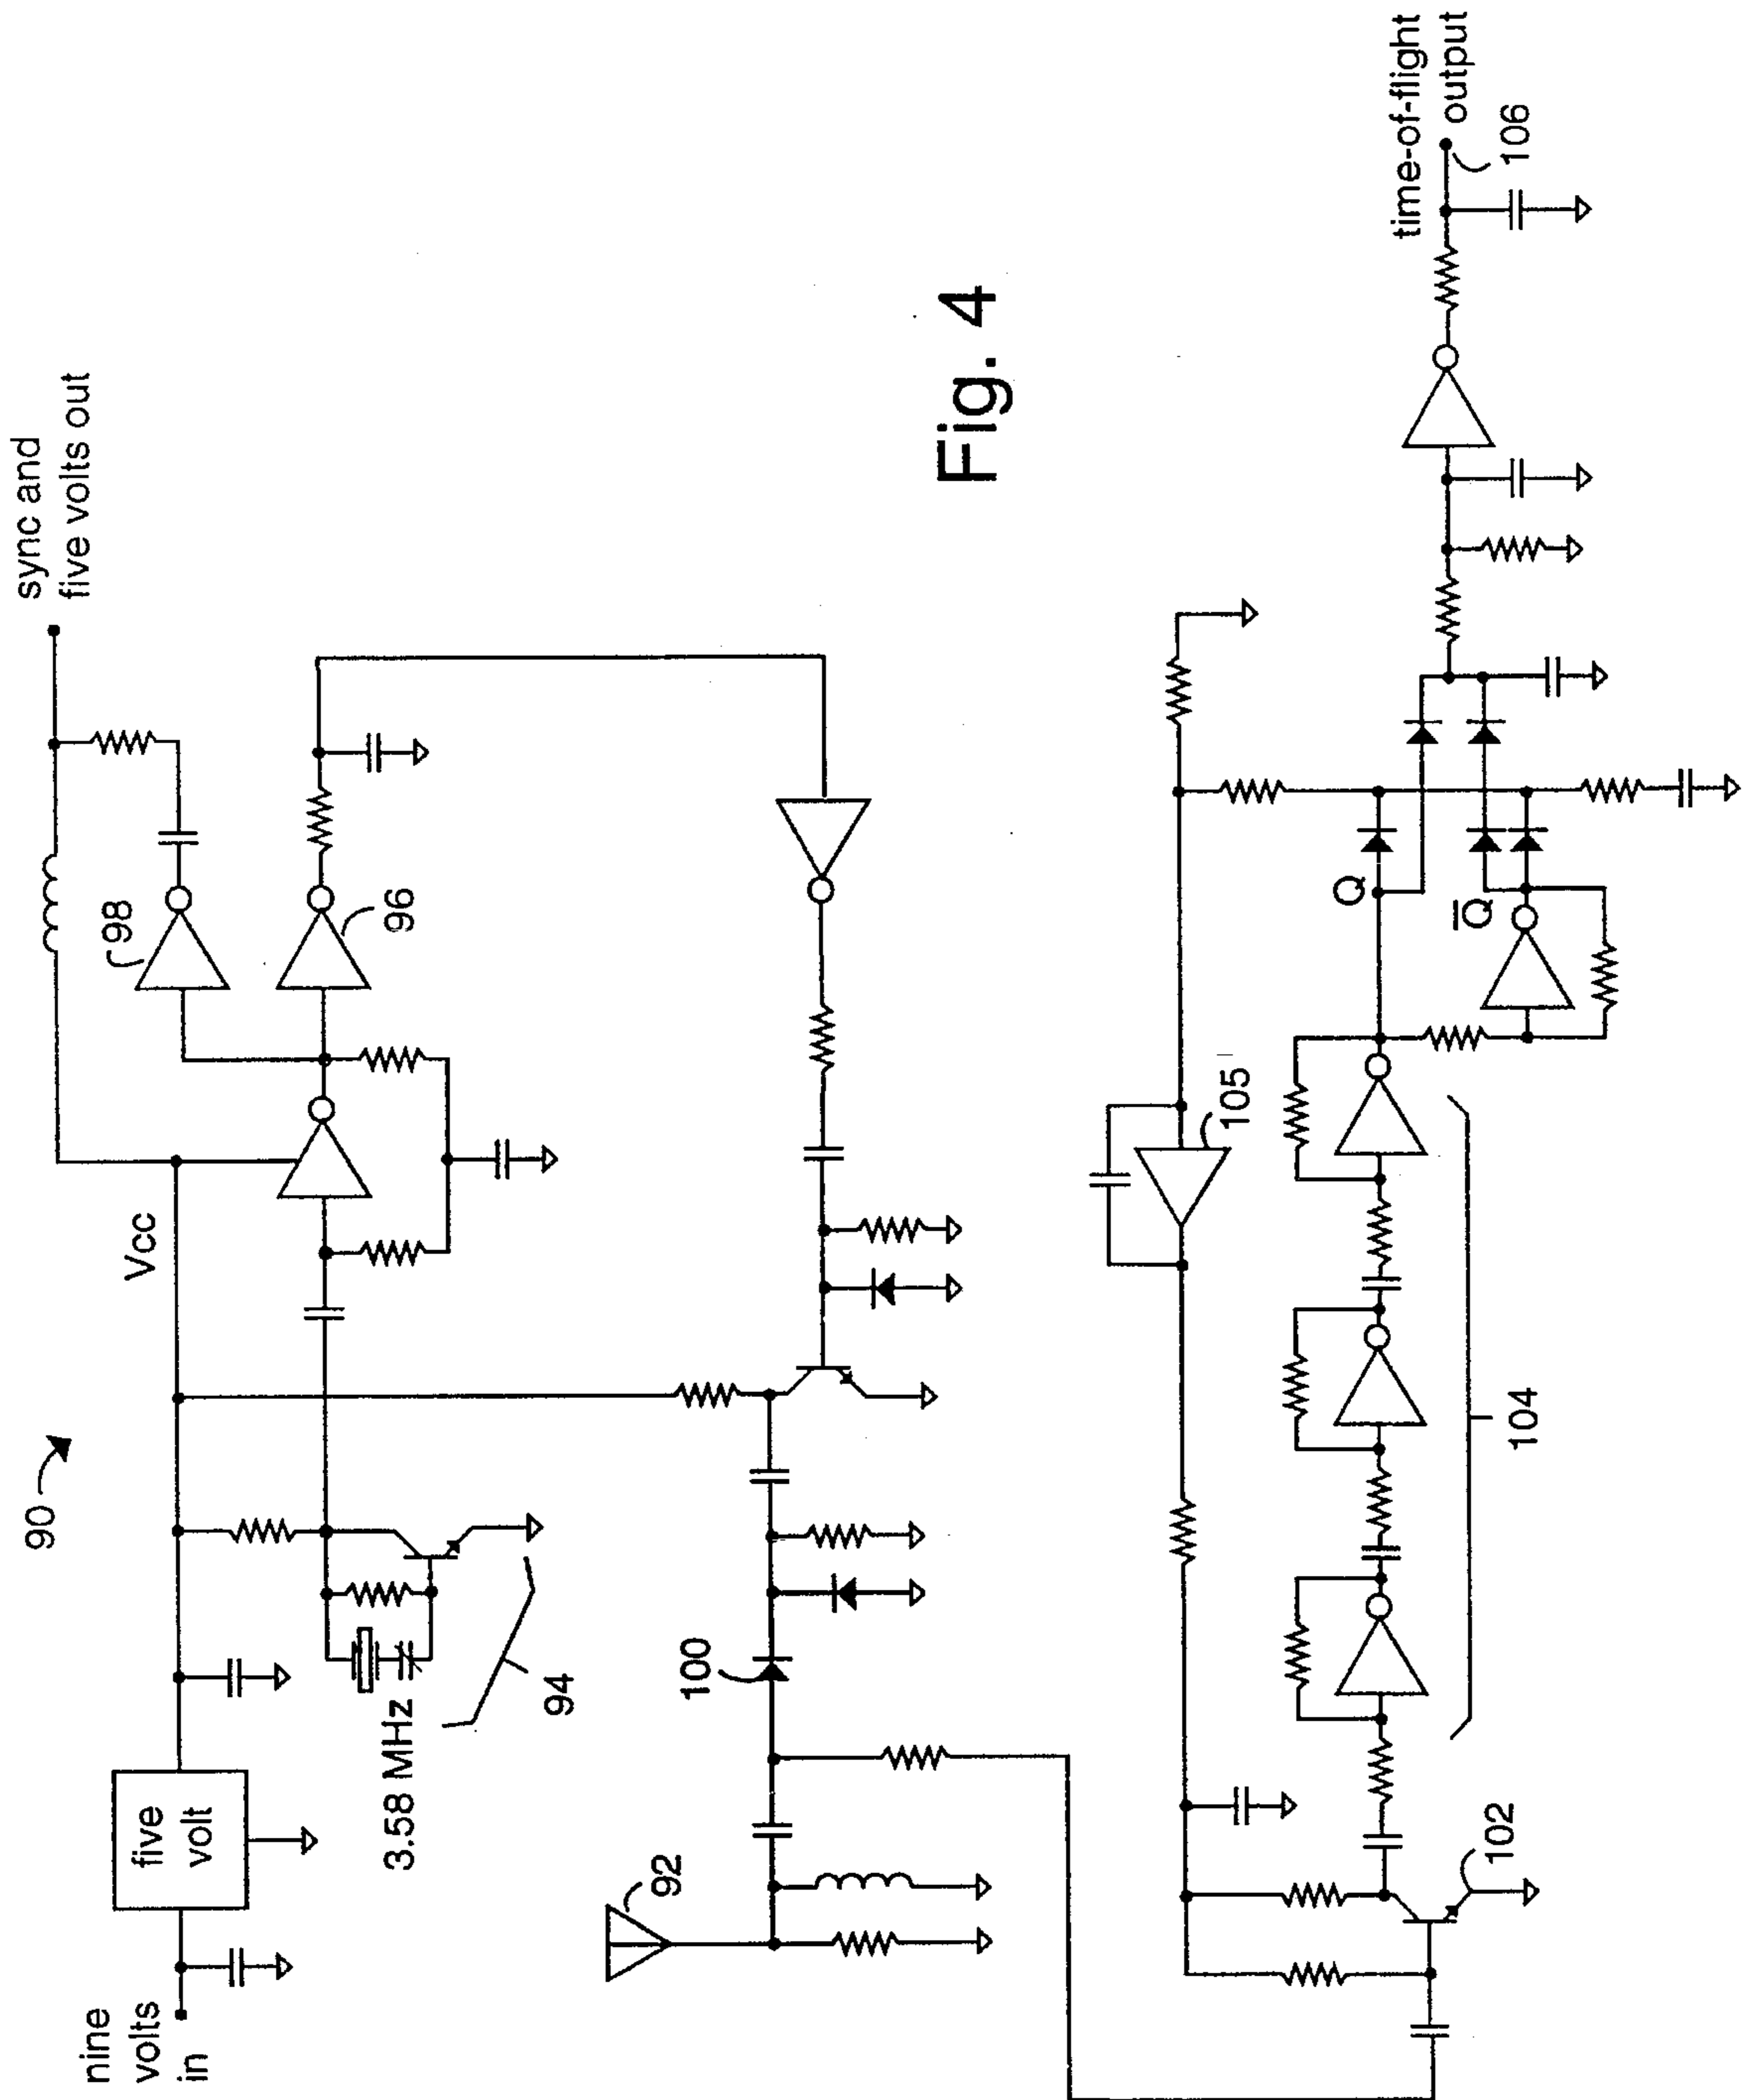 90
nine
volts
in
five
volt
Vcc
sync and
five volts out
98
96
3.58 MHz
94
92
100
Fig. 4
105
102
104
Q
Q̅
time-of-flight
output
106